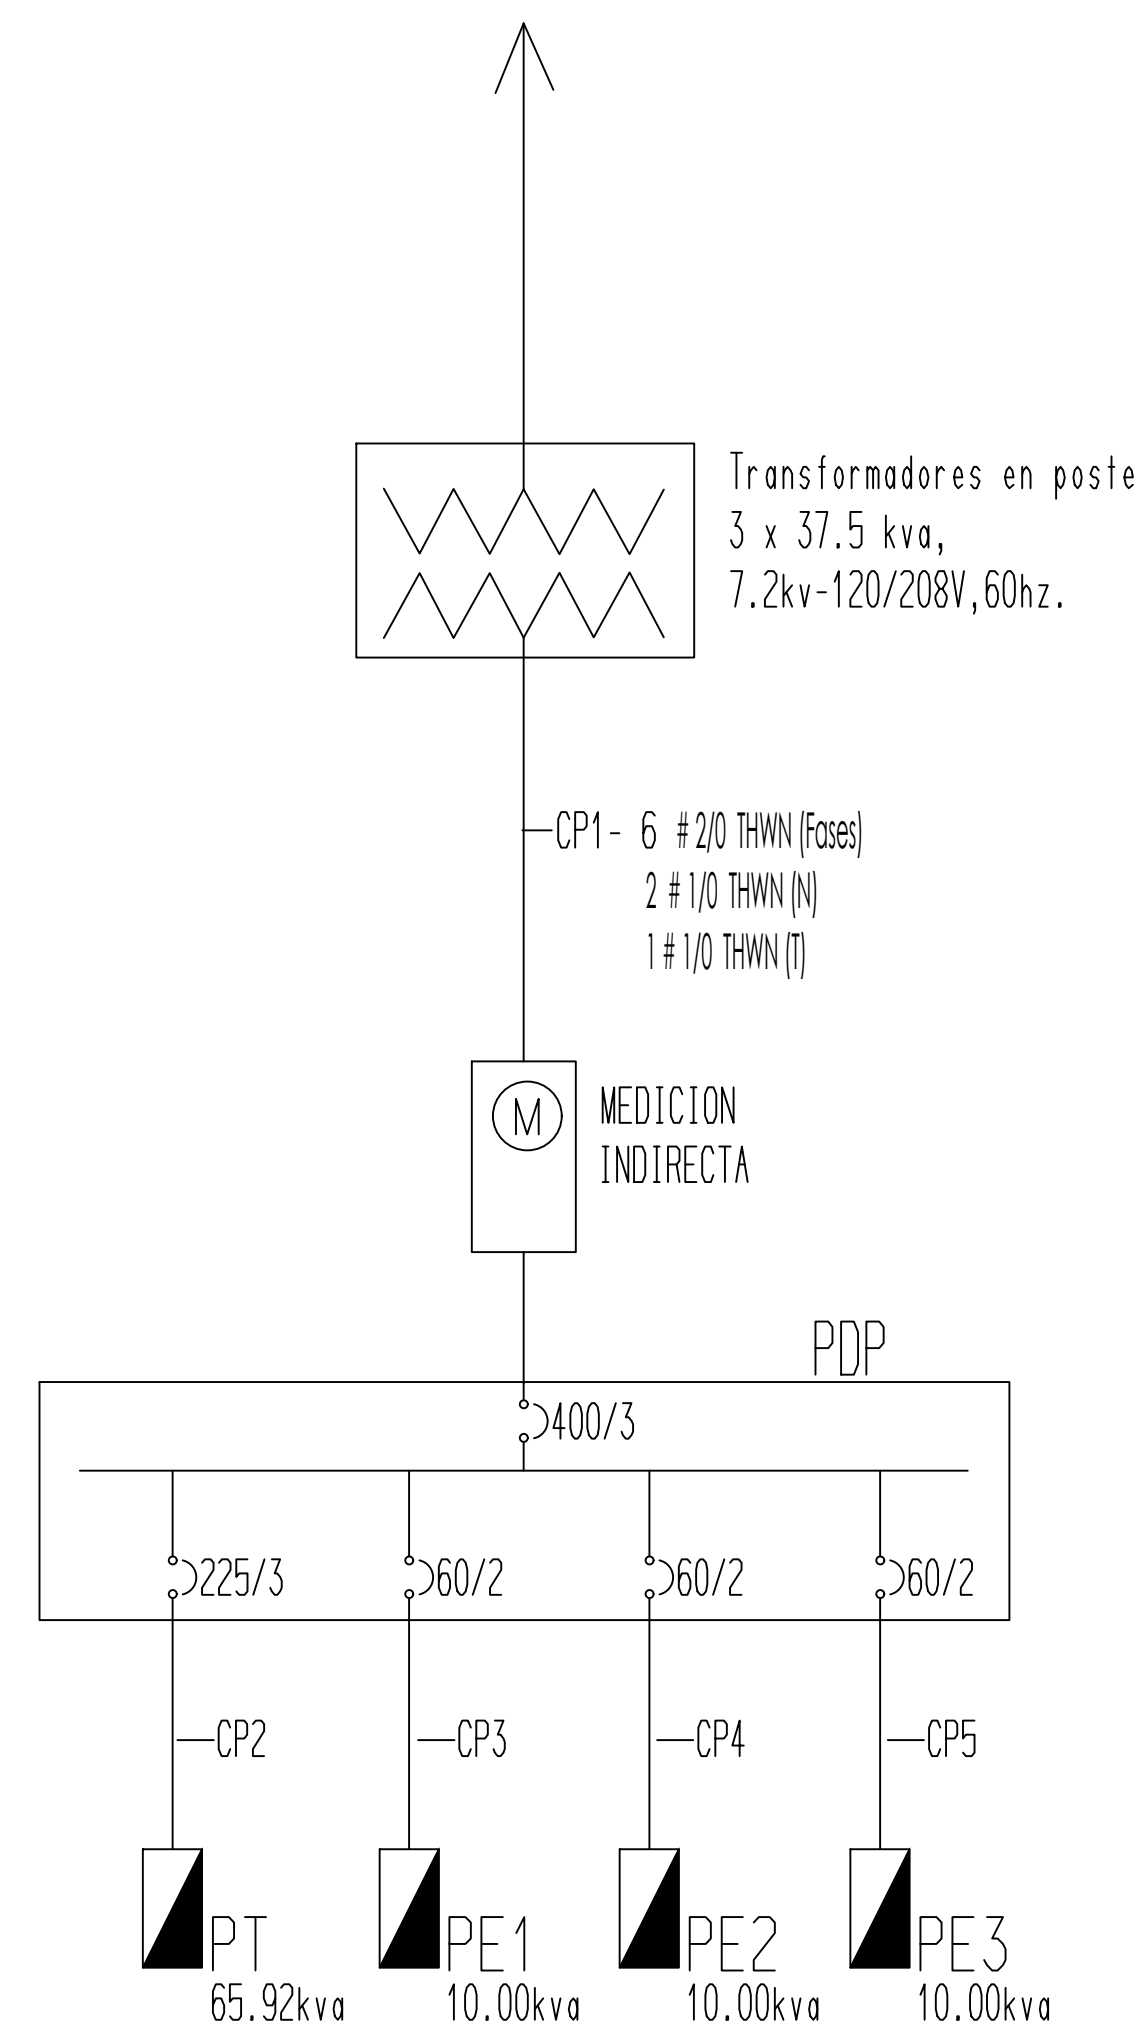 Transformadores en poste
3 x 37.5 kva,
7.2kv-120/208V,60hz.
CP1- 6 # 2/0 THWN (Fases)
2 # 1/0 THWN (N)
1 # 1/0 THWN (T)
M
MEDICION
INDIRECTA
PDP
400/3
225/3
60/2
60/2
60/2
CP2
CP3
CP4
CP5
PT
65.92kva
PE1
10.00kva
PE2
10.00kva
PE3
10.00kva